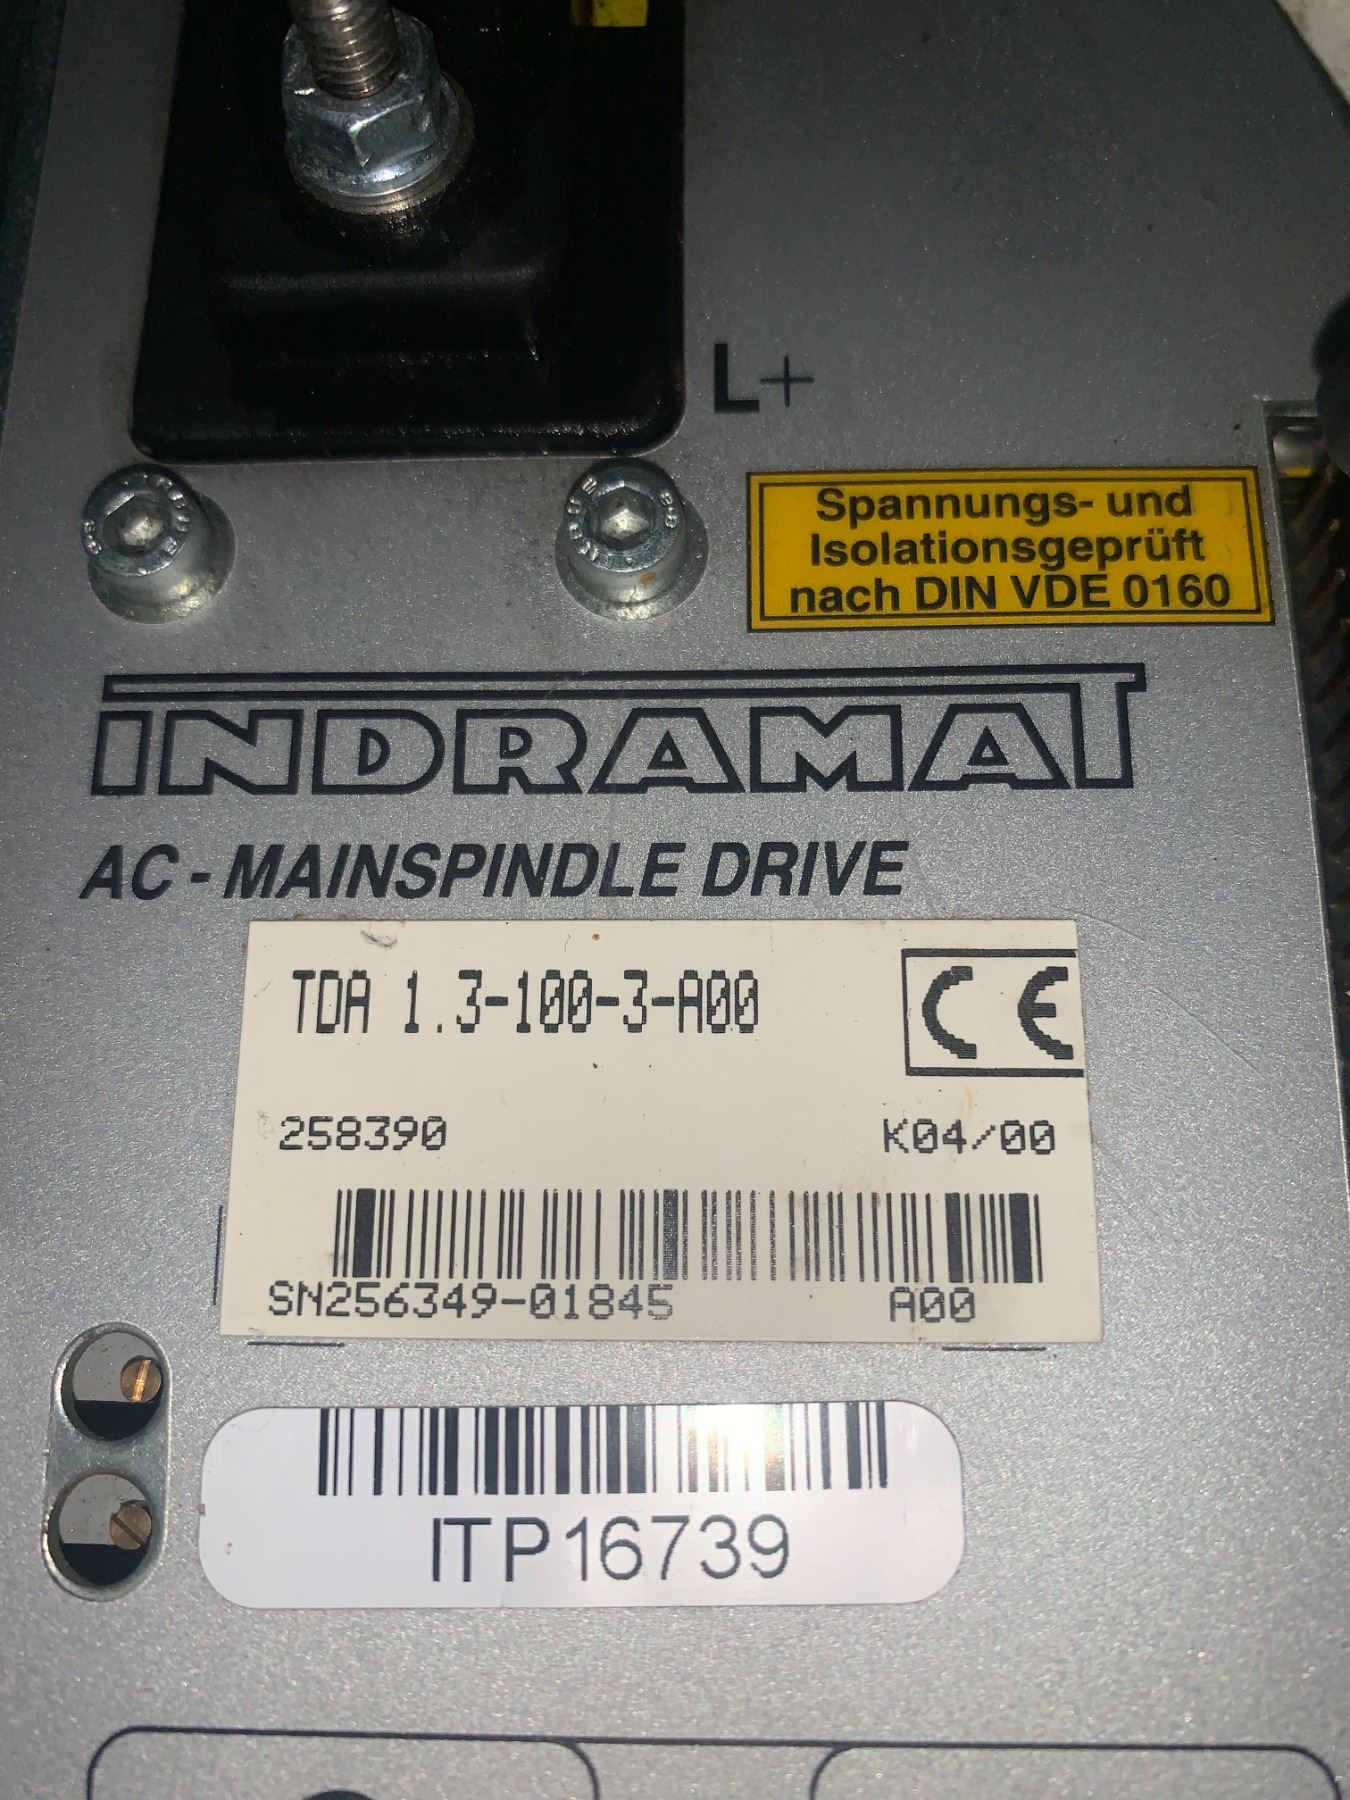 L+
Spannungs- und
Isolationsgeprüft
nach DIN VDE 0160
INDRAMAT
AC - MAINSPINDLE DRIVE
TDA 1.3-100-3-A00
CE
258390 K04/00
SN256349-01845 A00
ITP16739